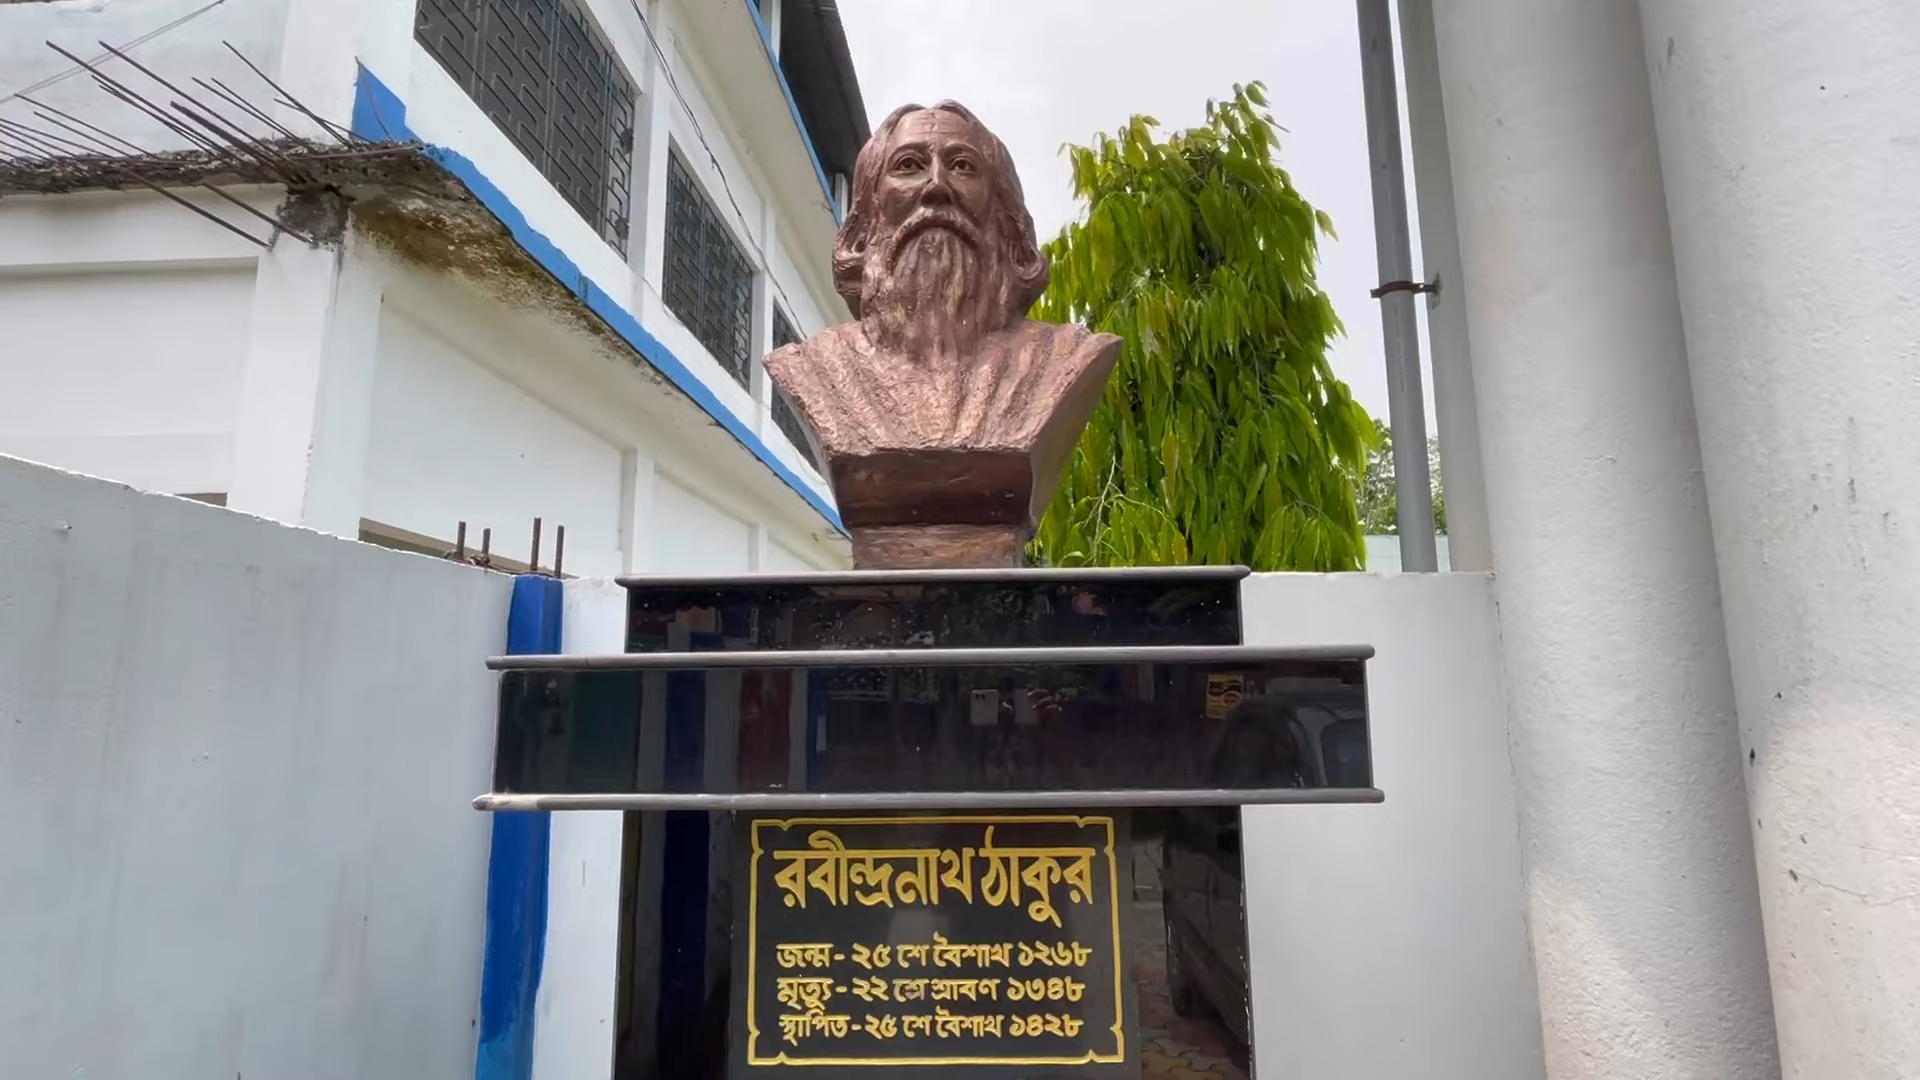 রবীন্দ্রনাথ ঠাকুর
জন্ম - ২৫ শে বৈশাখ ১২৬৮
মৃত্যু - ২২ শে শ্রাবণ ১৩৪৮
স্থাপিত - ২৫ শে বৈশাখ ১৪২৮